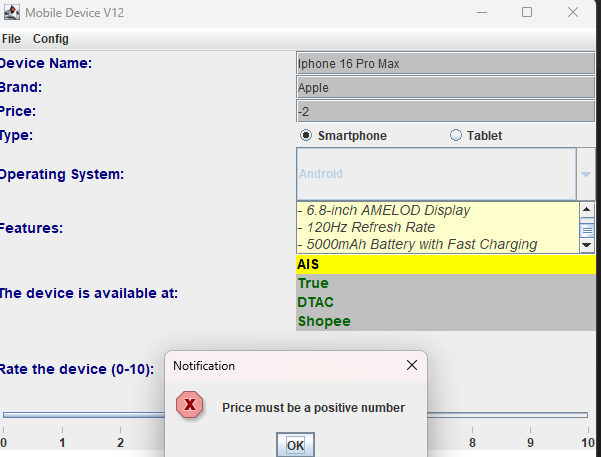 Mobile Device V12
File Config
Device Name: Iphone 16 Pro Max
Brand: Apple
Price: -2
Type: Smartphone Tablet
Operating System: Android
- 6.8-inch AMELOD Display
- 120Hz Refresh Rate
Features:
- 5000mAh Battery with Fast Charging
AIS
True
The device is available at:
DTAC
Shopee
Rate the device (0-10):
Notification
Price must be a positive number
OK
0 1 2 8 9 10